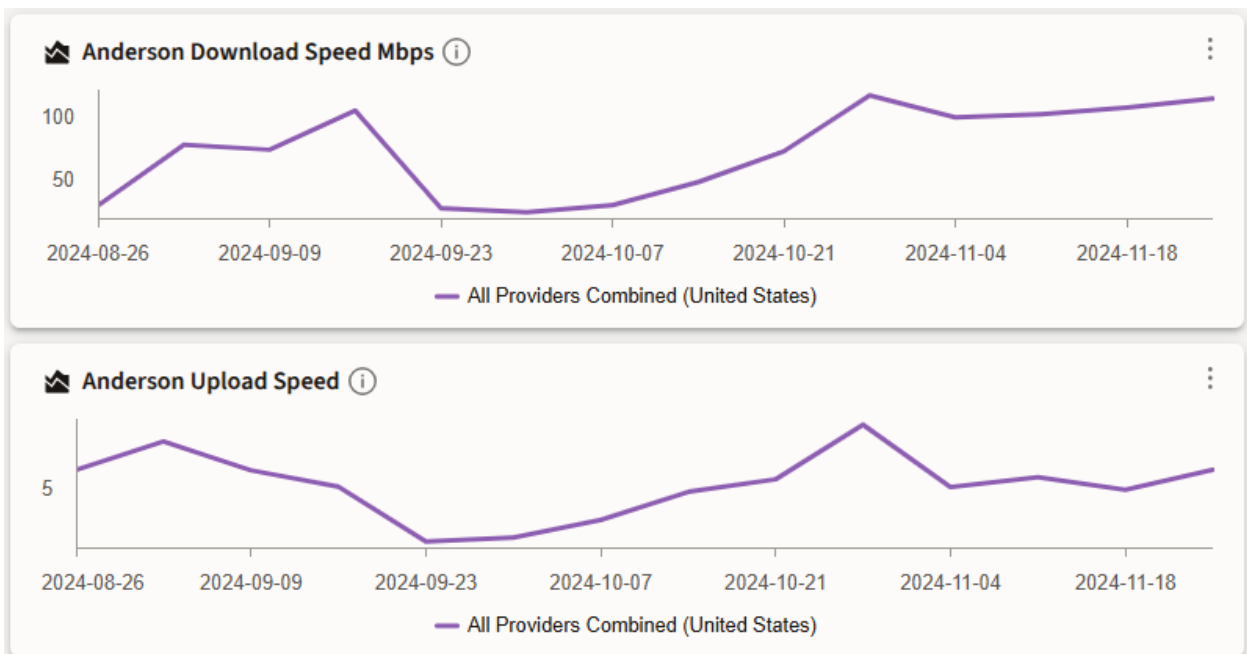 Anderson Download Speed Mbps
100
50
2024-08-26 2024-09-09 2024-09-23 2024-10-07 2024-10-21 2024-11-04 2024-11-18
All Providers Combined (United States)
Anderson Upload Speed
5
2024-08-26 2024-09-09 2024-09-23 2024-10-07 2024-10-21 2024-11-04 2024-11-18
All Providers Combined (United States)